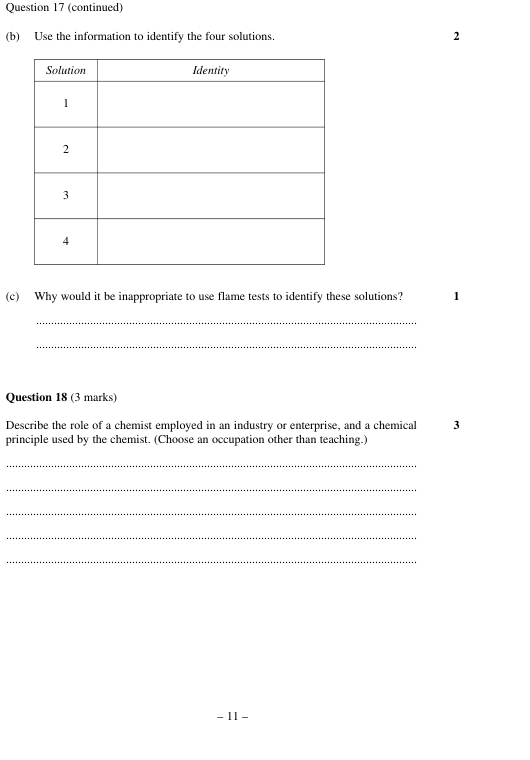 Question 17 (continued)
(b) Use the information to identify the four solutions. 2
Solution Identity
1
2
3
4
(c) Why would it be inappropriate to use flame tests to identify these solutions? 1
................................................................................................................................
................................................................................................................................
Question 18 (3 marks)
Describe the role of a chemist employed in an industry or enterprise, and a chemical 3
principle used by the chemist. (Choose an occupation other than teaching.)
................................................................................................................................
................................................................................................................................
................................................................................................................................
................................................................................................................................
................................................................................................................................
– 11 –